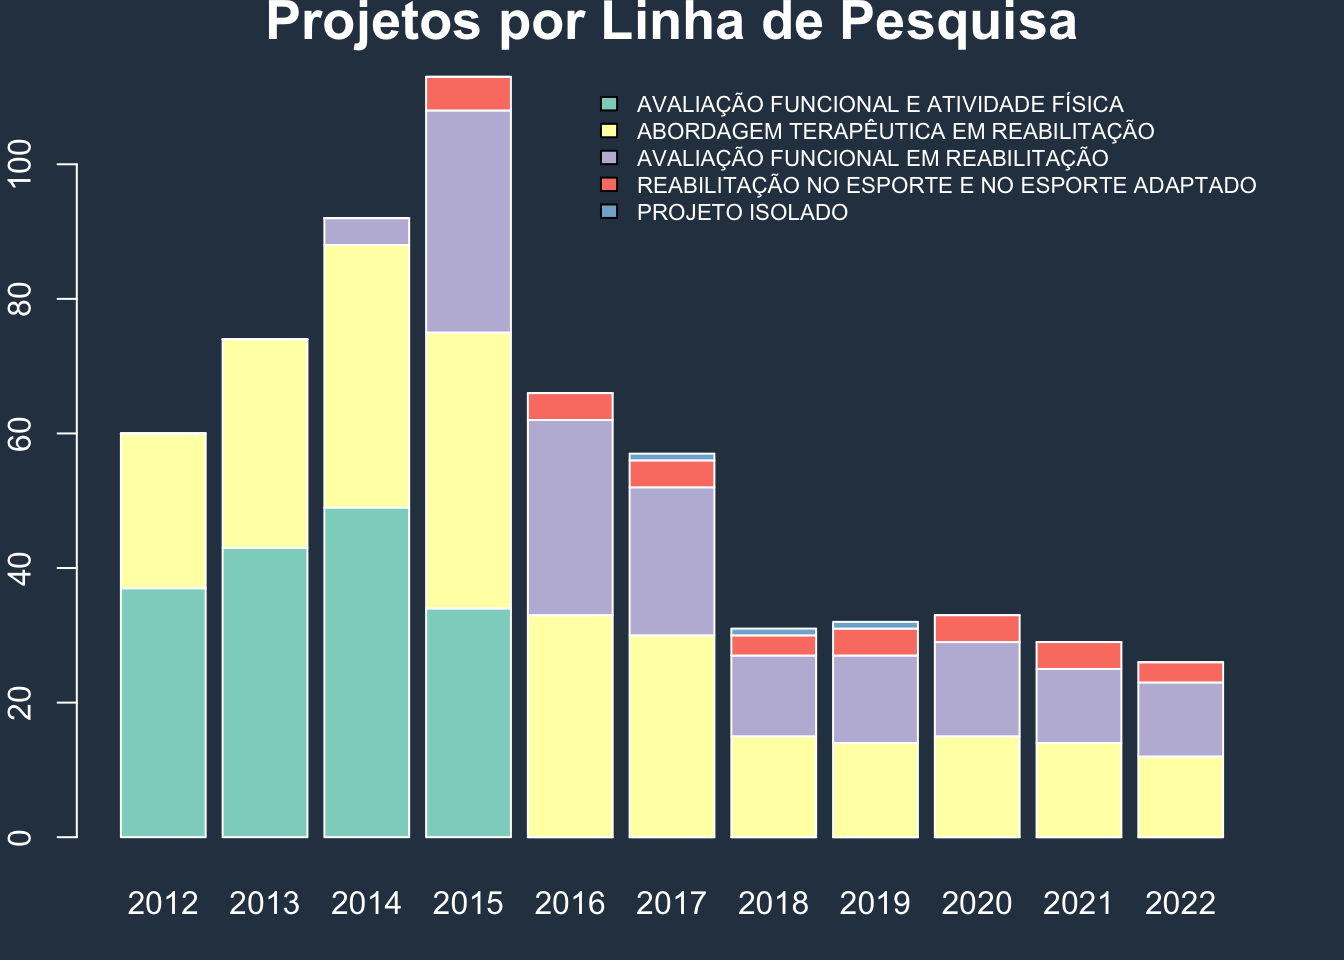 Projetos por Linha de Pesquisa
AVALIAÇÃO FUNCIONAL E ATIVIDADE FÍSICA
ABORDAGEM TERAPÊUTICA EM REABILITAÇÃO
AVALIAÇÃO FUNCIONAL EM REABILITAÇÃO
REABILITAÇÃO NO ESPORTE E NO ESPORTE ADAPTADO
PROJETO ISOLADO
100
80
60
40
20
0
2012 2013 2014 2015 2016 2017 2018 2019 2020 2021 2022